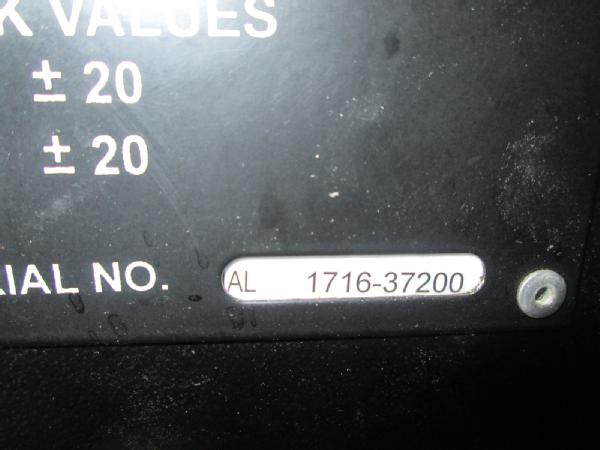 K VALUES
± 20
± 20
RIAL NO. AL 1716-37200